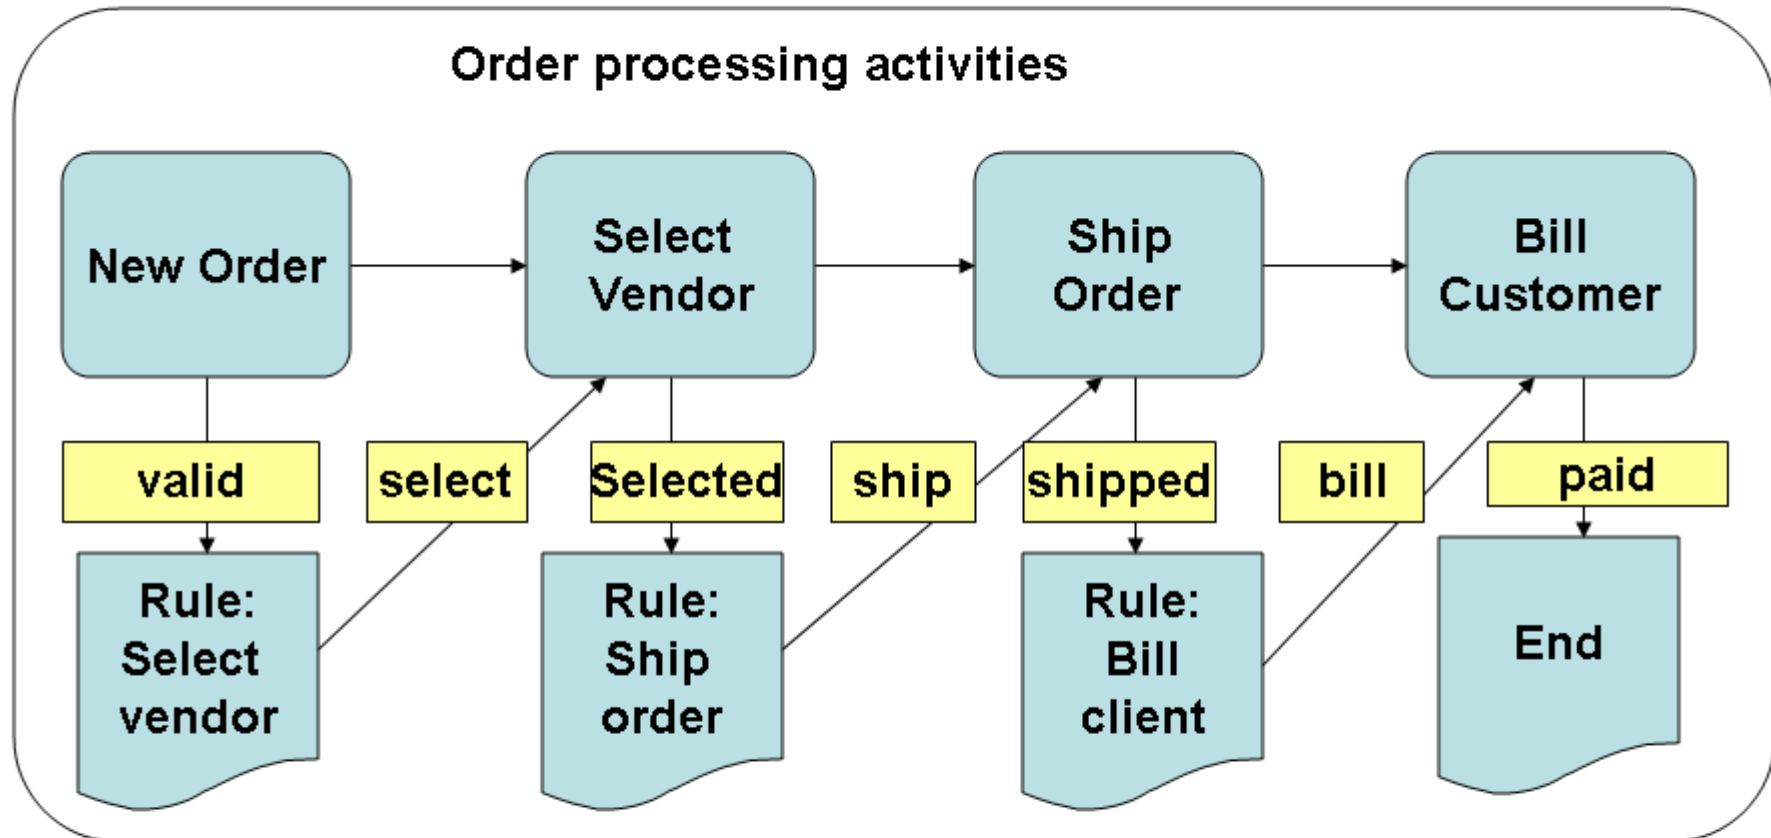 Order processing activities
New Order
Select
Vendor
Ship
Order
Bill
Customer
valid
select
Selected
ship
shipped
bill
paid
Rule:
Select
vendor
Rule:
Ship
order
Rule:
Bill
client
End